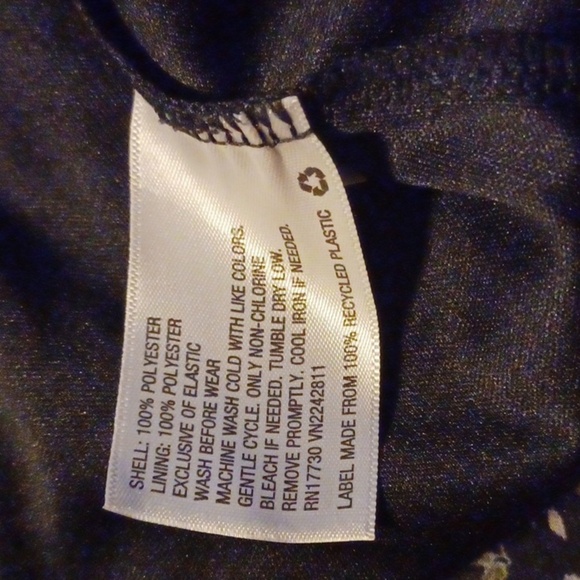 SHELL: 100% POLYESTER
LINING: 100% POLYESTER
EXCLUSIVE OF ELASTIC
WASH BEFORE WEAR
MACHINE WASH COLD WITH LIKE COLORS.
GENTLE CYCLE. ONLY NON-CHLORINE
BLEACH IF NEEDED. TUMBLE DRY LOW.
REMOVE PROMPTLY. COOL IRON IF NEEDED.
RN17730 VN2242811
LABEL MADE FROM 100% RECYCLED PLASTIC